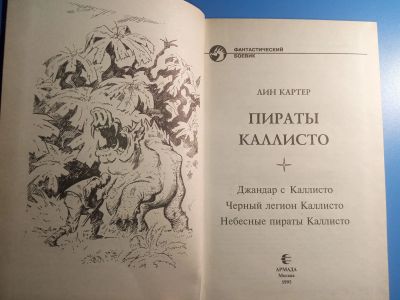 ФАНТАСТИЧЕСКИЙ
БОЕВИК
ЛИН КАРТЕР
ПИРАТЫ
КАЛЛИСТО
Джандар с Каллисто
Черный легион Каллисто
Небесные пираты Каллисто
АРМАДА
Москва